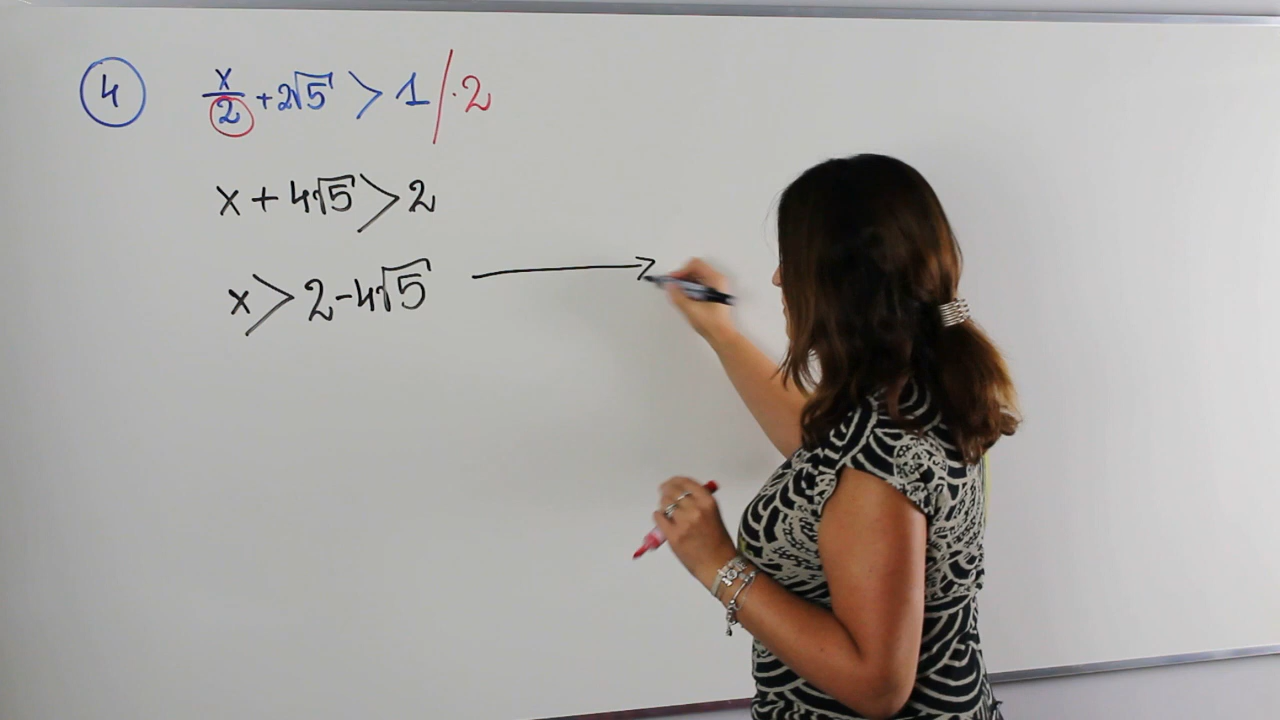 4 x/2 + 2√5 > 1 / · 2
x + 4√5 > 2
x > 2 - 4√5 →